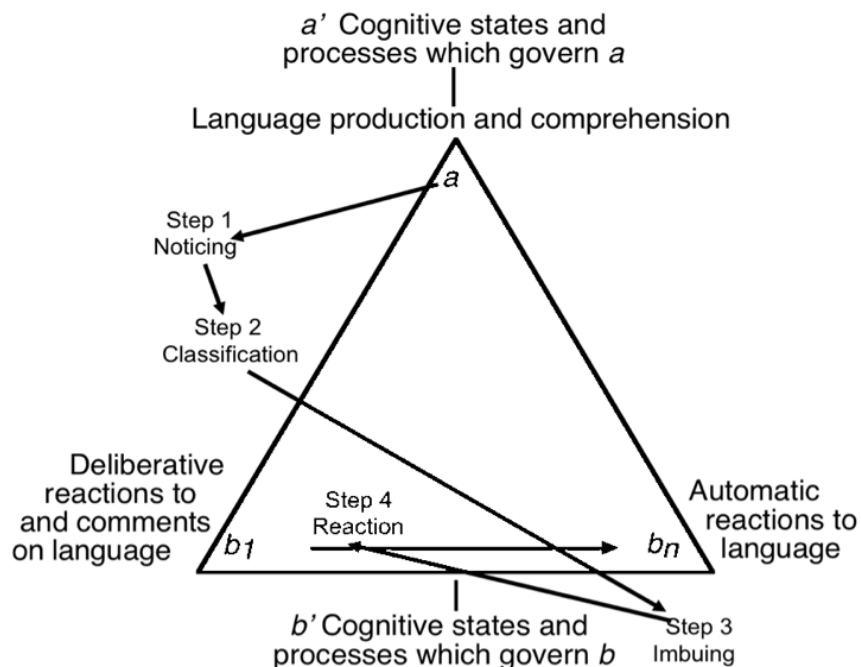 a' Cognitive states and
processes which govern a
Language production and comprehension
a
Step 1
Noticing
Step 2
Classification
Deliberative
reactions to
and comments
on language
b1
Step 4
Reaction
bn
Automatic
reactions to
language
b' Cognitive states and
processes which govern b
Step 3
Imbuing